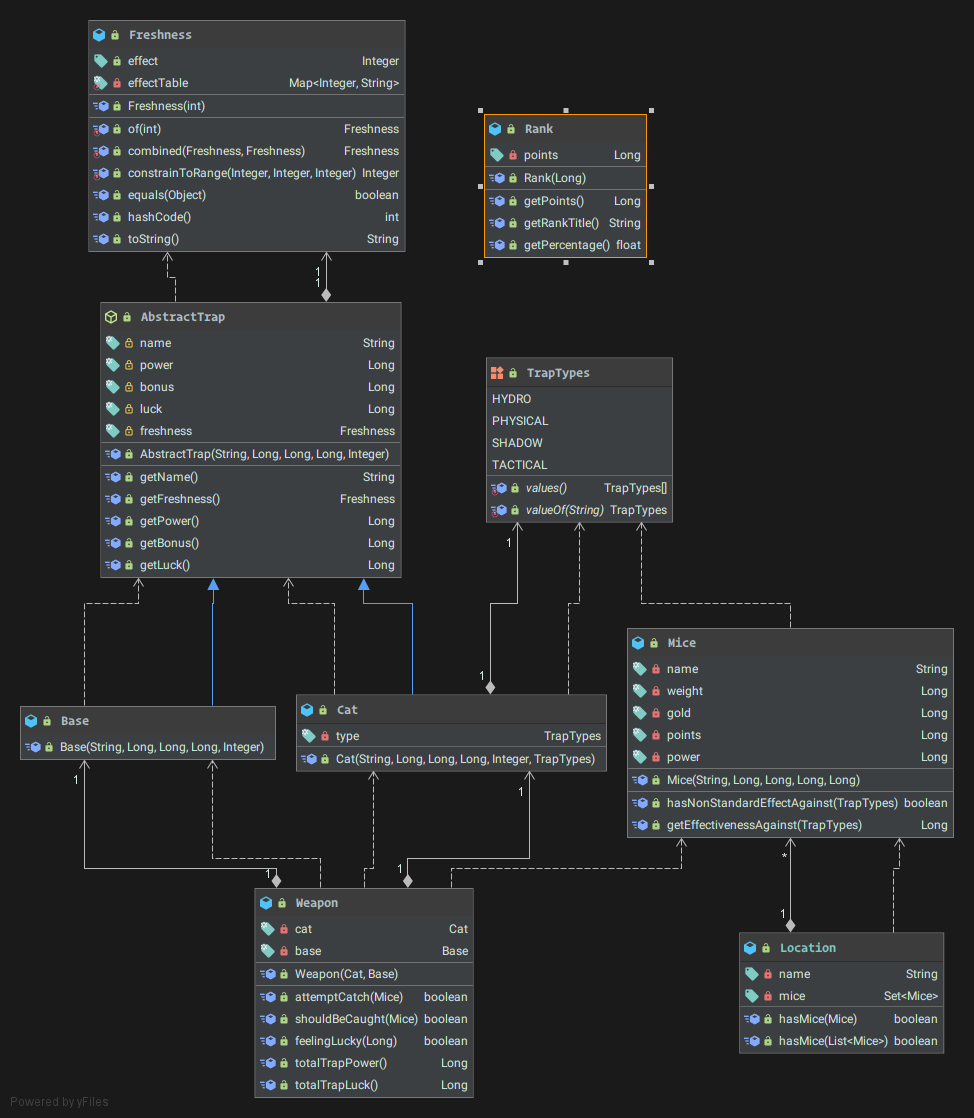 Freshness
effect Integer
effectTable Map<Integer, String>
Freshness(int)
of(int) Freshness
combined(Freshness, Freshness) Freshness
constrainToRange(Integer, Integer, Integer) Integer
equals(Object) boolean
hashCode() int
toString() String
Rank
points Long
Rank(Long)
getPoints() Long
getRankTitle() String
getPercentage() float
1
1
AbstractTrap
name String
power Long
bonus Long
luck Long
freshness Freshness
AbstractTrap(String, Long, Long, Long, Integer)
getName() String
getFreshness() Freshness
getPower() Long
getBonus() Long
getLuck() Long
TrapTypes
HYDRO
PHYSICAL
SHADOW
TACTICAL
values() TrapTypes[]
valueOf(String) TrapTypes
1
1
Mice
name String
weight Long
gold Long
points Long
power Long
Mice(String, Long, Long, Long, Long)
hasNonStandardEffectAgainst(TrapTypes) boolean
getEffectivenessAgainst(TrapTypes) Long
Base
Base(String, Long, Long, Long, Integer)
Cat
type TrapTypes
Cat(String, Long, Long, Long, Integer, TrapTypes)
1
1
*
1
1
1
Weapon
cat Cat
base Base
Weapon(Cat, Base)
attemptCatch(Mice) boolean
shouldBeCaught(Mice) boolean
feelingLucky(Long) boolean
totalTrapPower() Long
totalTrapLuck() Long
Location
name String
mice Set<Mice>
hasMice(Mice) boolean
hasMice(List<Mice>) boolean
Powered by yFiles